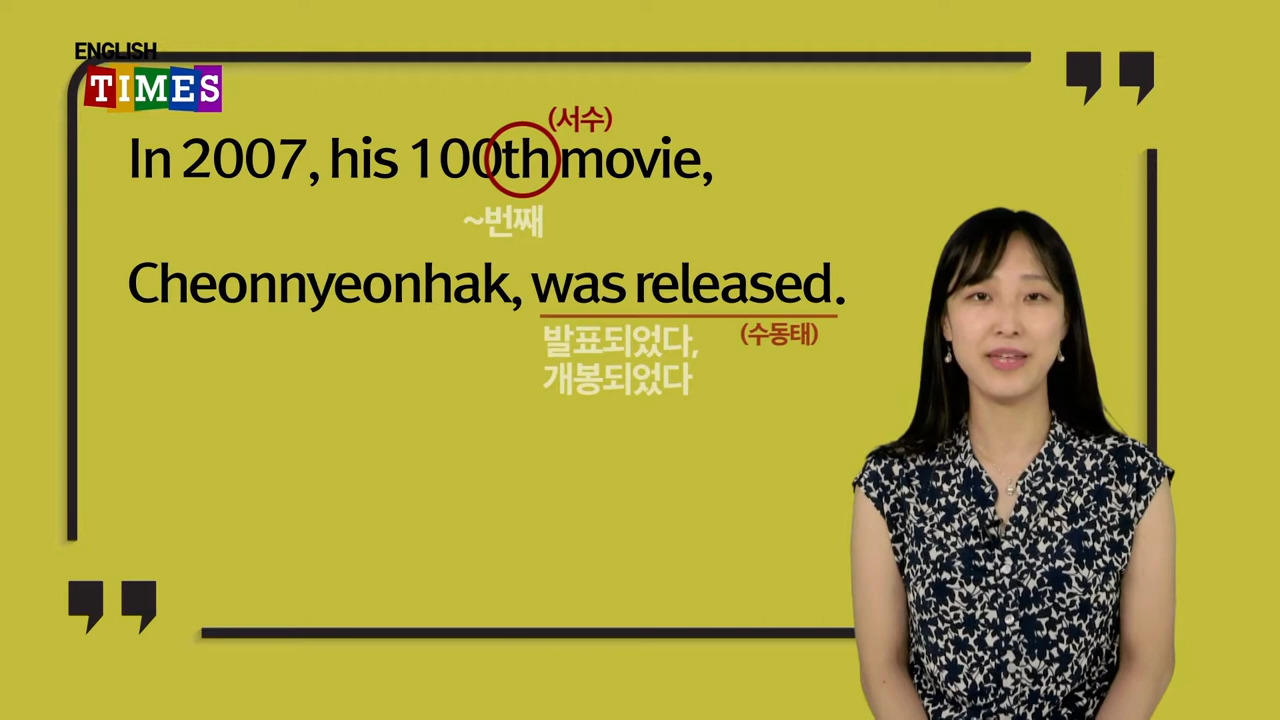 ENGLISH
TIMES
(서수)
In 2007, his 100th movie,
~번째
Cheonnyeonhak, was released.
발표되었다, (수동태)
개봉되었다